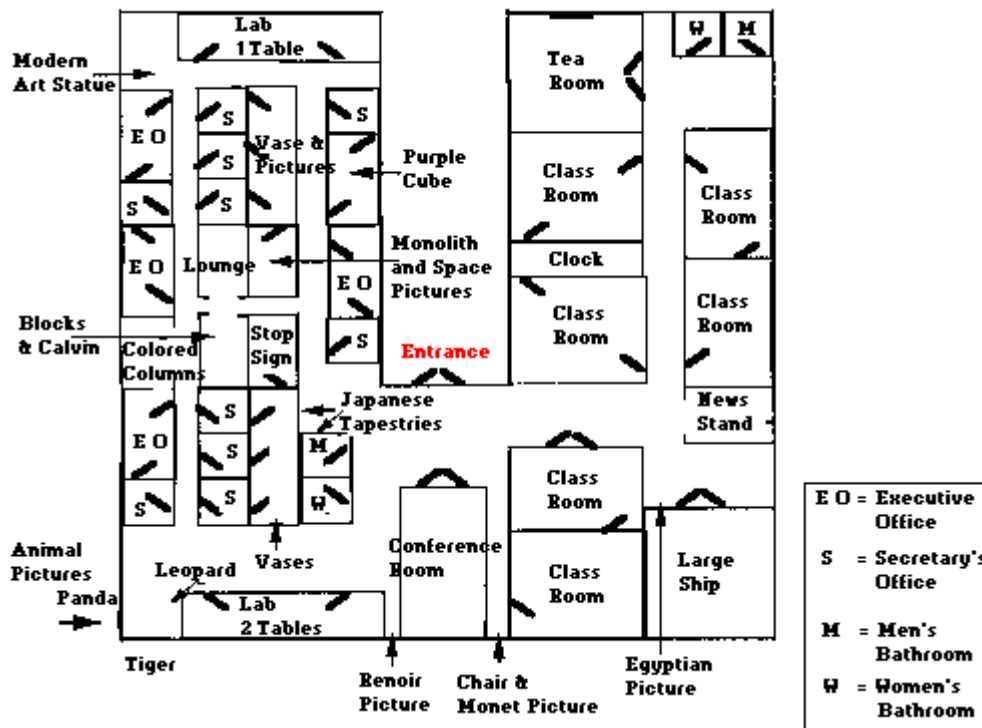 Lab
1 Table
W
M
Modern
Art Statue
Tea
Room
E O
S
S
Vase &
Pictures
S
Purple
Cube
Class
Room
Class
Room
S
S
Lounge
Monolith
and Space
Pictures
Clock
E O
E O
Class
Room
Class
Room
Blocks
& Calvin
Colored
Columns
Stop
Sign
S
Entrance
News
Stand
Japanese
Tapestries
S
E O
M
S
Class
Room
S
S
W
Animal
Pictures
Panda
Leopard
Vases
Conference
Room
Class
Room
Large
Ship
Lab
2 Tables
Tiger
Renoir
Picture
Chair &
Monet Picture
Egyptian
Picture
E O = Executive
Office
S = Secretary's
Office
M = Men's
Bathroom
W = Women's
Bathroom